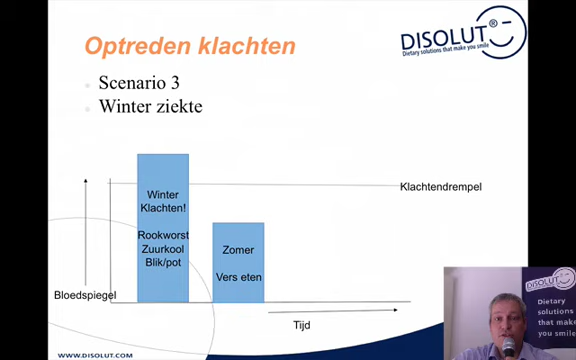 Optreden klachten
DISOLUT®
Dietary solutions that make you smile
Scenario 3
Winter ziekte
Klachtendrempel
Winter
Klachten!
Rookworst
Zuurkool
Blik/pot
Zomer
Vers eten
Bloedspiegel
Tijd
WWW.DISOLUT.COM
DISOLUT
Dietary
solutions
that make
you smile